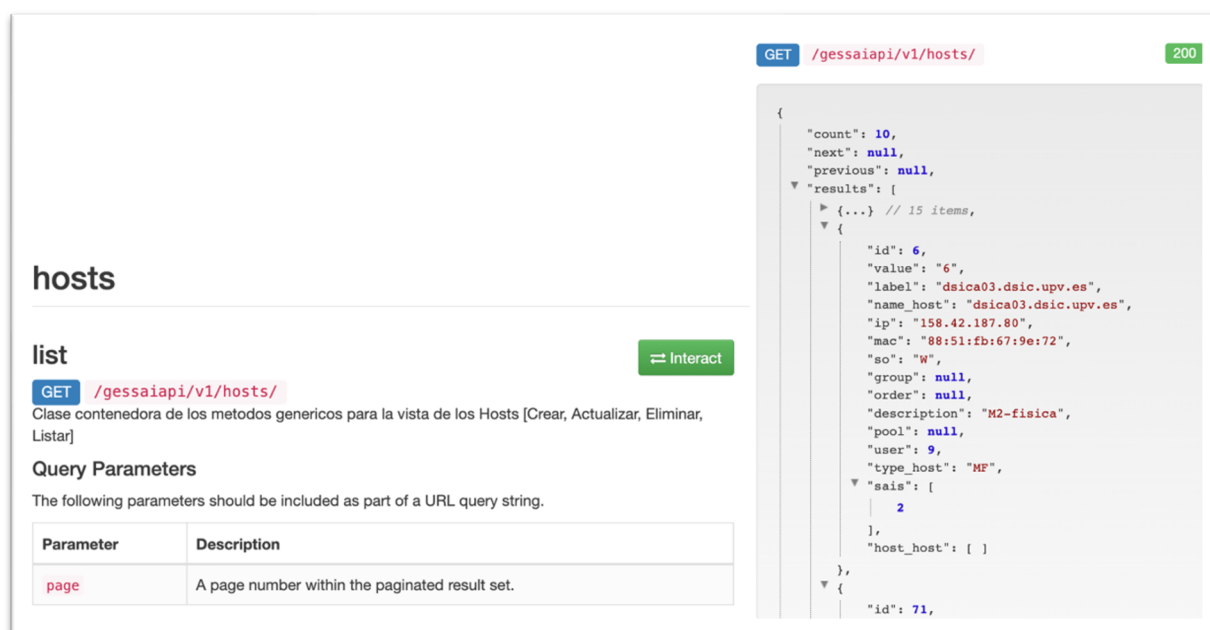 hosts
list
Interact
GET /gessaiapi/v1/hosts/
Clase contenedora de los metodos genericos para la vista de los Hosts [Crear, Actualizar, Eliminar,
Listar]
Query Parameters
The following parameters should be included as part of a URL query string.
Parameter Description
page A page number within the paginated result set.
GET /gessaiapi/v1/hosts/ 200
{
"count": 10,
"next": null,
"previous": null,
"results": [
{...} // 15 items,
{
"id": 6,
"value": "6",
"label": "dsica03.dsic.upv.es",
"name_host": "dsica03.dsic.upv.es",
"ip": "158.42.187.80",
"mac": "88:51:fb:67:9e:72",
"so": "W",
"group": null,
"order": null,
"description": "M2-fisica",
"pool": null,
"user": 9,
"type_host": "MF",
"sais": [
2
],
"host_host": [ ]
},
{
"id": 71,